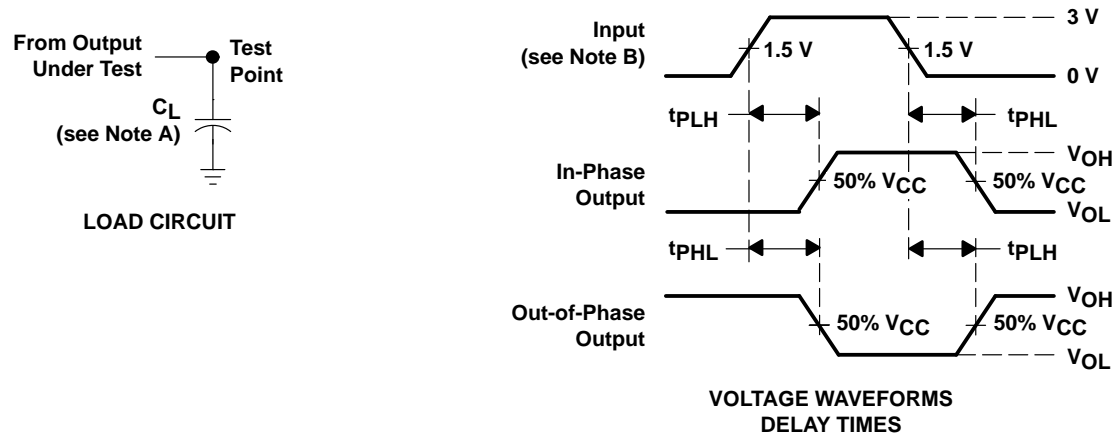 From Output
Under Test
Test
Point
CL
(see Note A)
LOAD CIRCUIT
Input
(see Note B)
1.5 V
1.5 V
3 V
0 V
tPLH
tPHL
In-Phase
Output
50% VCC
50% VCC
VOH
VOL
tPHL
tPLH
Out-of-Phase
Output
50% VCC
50% VCC
VOH
VOL
VOLTAGE WAVEFORMS
DELAY TIMES